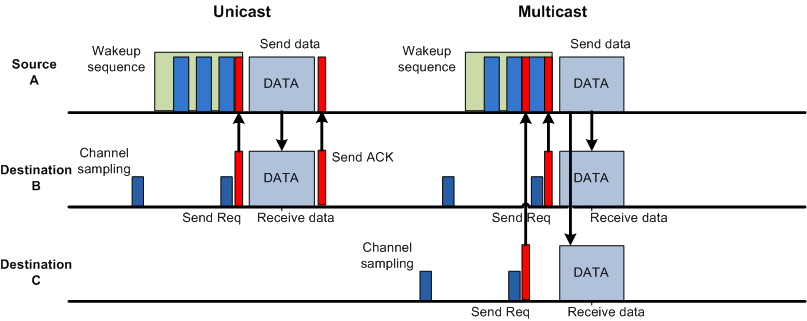 Unicast
Multicast
Wakeup
sequence
Send data
Wakeup
sequence
Send data
Source
A
DATA
DATA
Channel
sampling
Send ACK
Destination
B
DATA
DATA
Send Req
Receive data
Send Req
Receive data
Channel
sampling
Destination
C
DATA
Send Req
Receive data